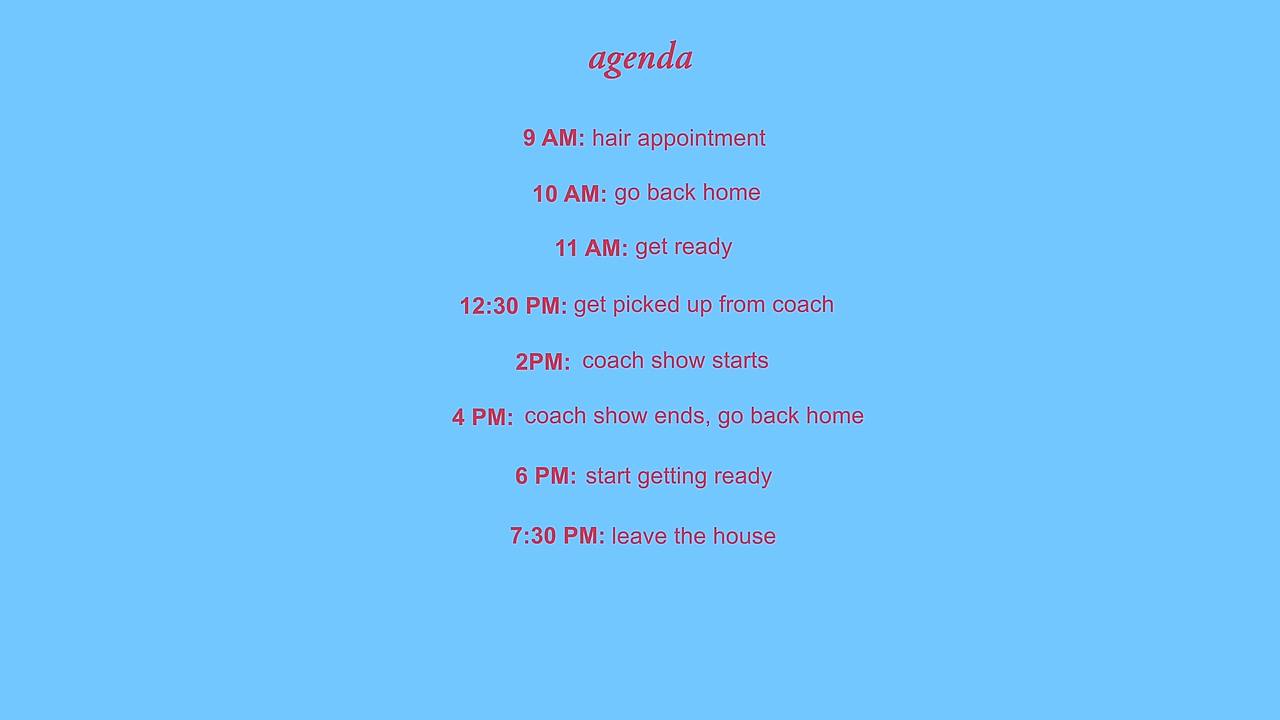 agenda
9 AM: hair appointment
10 AM: go back home
11 AM: get ready
12:30 PM: get picked up from coach
2PM: coach show starts
4 PM: coach show ends, go back home
6 PM: start getting ready
7:30 PM: leave the house